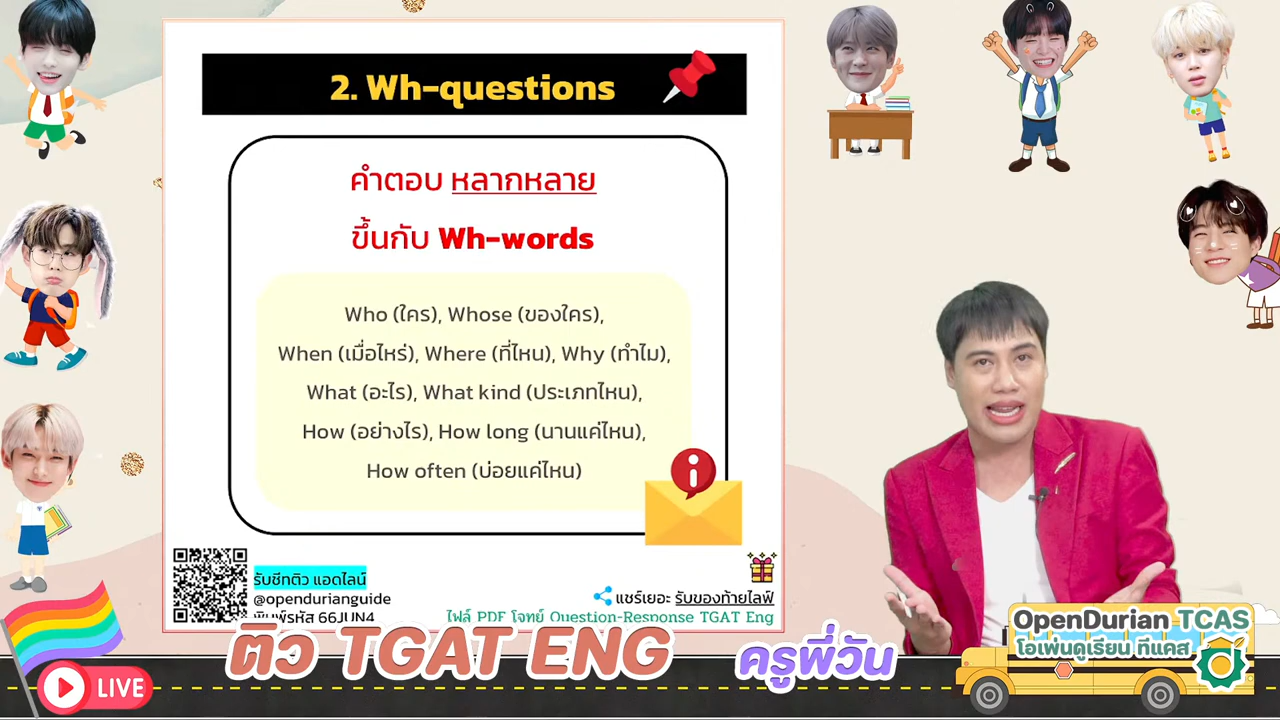 2. Wh-questions
คำตอบ หลากหลาย
ขึ้นกับ Wh-words
Who (ใคร), Whose (ของใคร),
When (เมื่อไหร่), Where (ที่ไหน), Why (ทำไม),
What (อะไร), What kind (ประเภทไหน),
How (อย่างไร), How long (นานแค่ไหน),
How often (บ่อยแค่ไหน)
รับชีทติว แอดไลน์
@opendurianguide
พิมพ์รหัส 66JUN4
แชร์เยอะ รับของท้ายไลฟ์
ไฟล์ PDF โจทย์ Question-Response TGAT Eng
ติว TGAT ENG
ครูพี่วัน
OpenDurian TCAS
โอเพ่นดูเรียน ทีแคส
LIVE